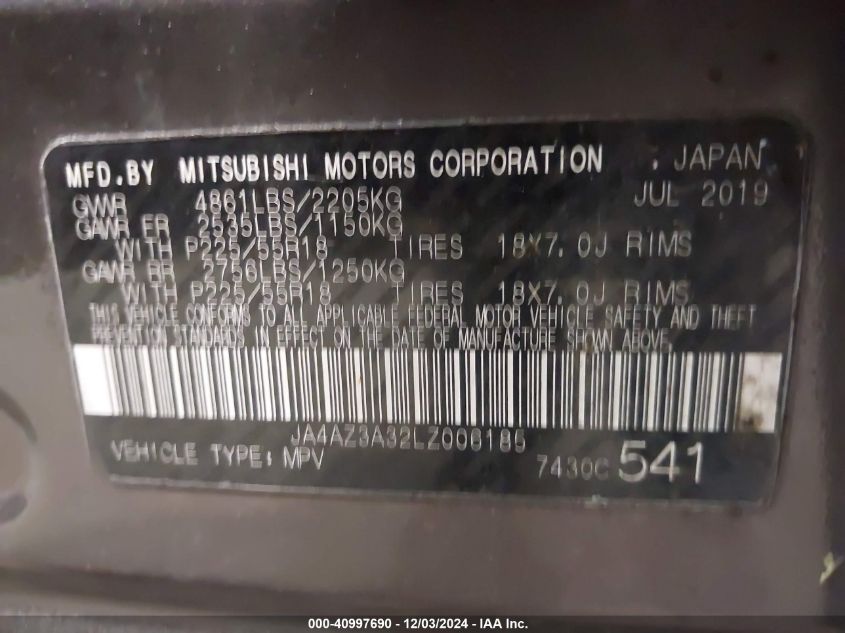 MFD.BY MITSUBISHI MOTORS CORPORATION : JAPAN
GVWR 4861LBS/2205KG JUL 2019
GAWR FR 2535LBS/1150KG
WITH P225/55R18 TIRES 18X7.0J RIMS
GAWR RR 2756LBS/1250KG
WITH P225/55R18 TIRES 18X7.0J RIMS
THIS VEHICLE CONFORMS TO ALL APPLICABLE FEDERAL MOTOR VEHICLE SAFETY AND THEFT
PREVENTION STANDARDS IN EFFECT ON THE DATE OF MANUFACTURE SHOWN ABOVE.
JA4AZ3A32LZ006185
VEHICLE TYPE: MPV 7430C 541
000-40997690 - 12/03/2024 - IAA Inc.